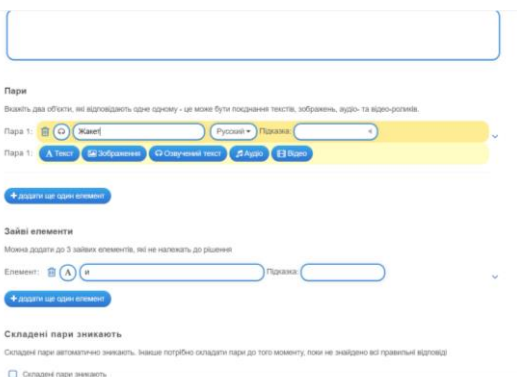 Пари
Вкажіть два об'єкти, які відповідають одне одному - це може бути поєднання текстів, зображень, аудіо- та відео-роликів.
Пара 1: Жакет Русский Підказка: ×
Пара 1: А Текст Зображення Озвучений текст Аудіо Відео
+ додати ще один елемент
Зайві елементи
Можна додати до 3 зайвих елементів, які не належать до рішення
Елемент: А и Підказка:
+ додати ще один елемент
Складені пари зникають
Складені пари автоматично зникають. Інакше потрібно складати пари до того моменту, поки не знайдено всі правильні відповіді
Складені пари зникають